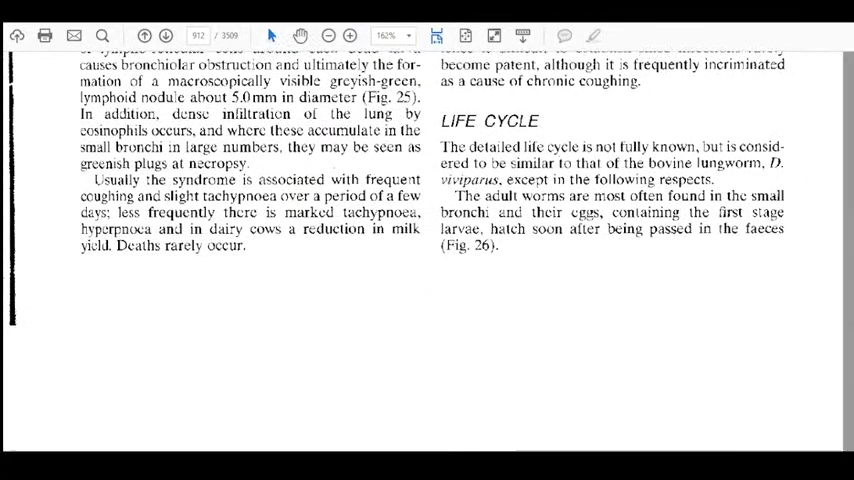 912 / 3509
162%
causes bronchiolar obstruction and ultimately the for-
mation of a macroscopically visible greyish-green,
lymphoid nodule about 5.0mm in diameter (Fig. 25).
In addition, dense infiltration of the lung by
eosinophils occurs, and where these accumulate in the
small bronchi in large numbers, they may be seen as
greenish plugs at necropsy.
Usually the syndrome is associated with frequent
coughing and slight tachypnoea over a period of a few
days; less frequently there is marked tachypnoea,
hyperpnoea and in dairy cows a reduction in milk
yield. Deaths rarely occur.
become patent, although it is frequently incriminated
as a cause of chronic coughing.
LIFE CYCLE
The detailed life cycle is not fully known, but is consid-
ered to be similar to that of the bovine lungworm, D.
viviparus, except in the following respects.
The adult worms are most often found in the small
bronchi and their eggs, containing the first stage
larvae, hatch soon after being passed in the faeces
(Fig. 26).